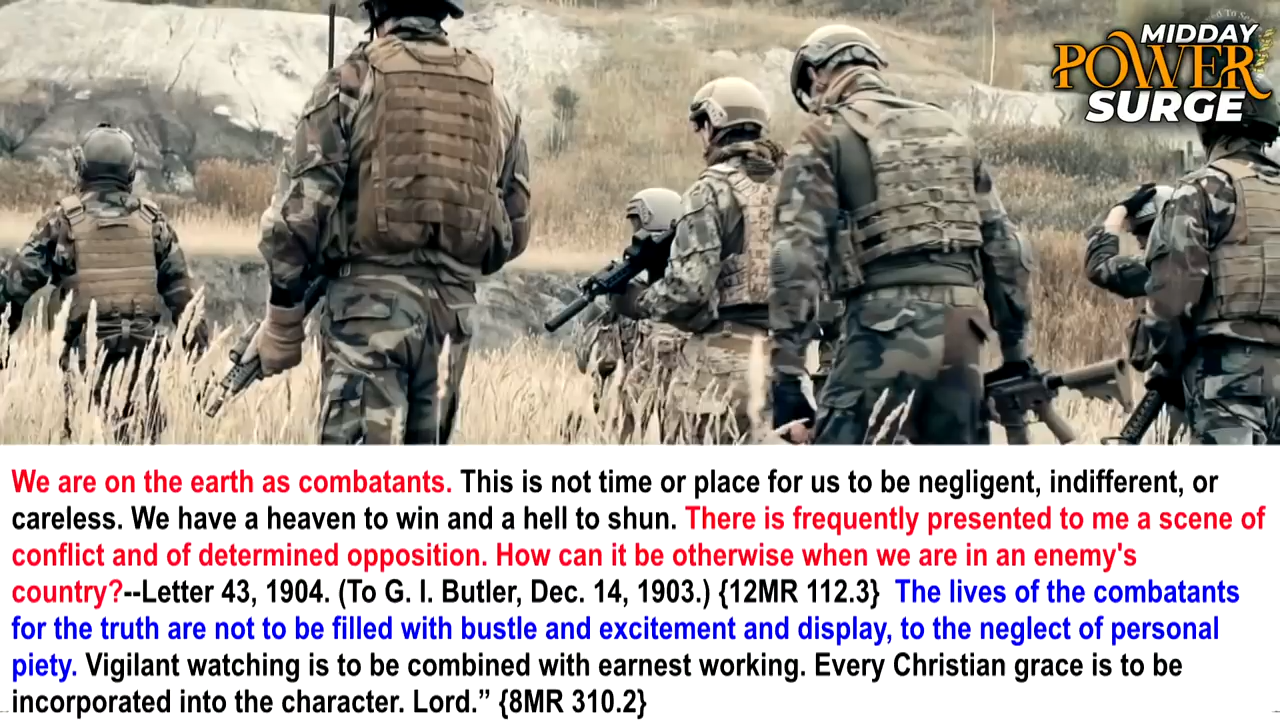 MIDDAY
POWER
SURGE
We are on the earth as combatants. This is not time or place for us to be negligent, indifferent, or
careless. We have a heaven to win and a hell to shun. There is frequently presented to me a scene of
conflict and of determined opposition. How can it be otherwise when we are in an enemy's
country?--Letter 43, 1904. (To G. I. Butler, Dec. 14, 1903.) {12MR 112.3}  The lives of the combatants
for the truth are not to be filled with bustle and excitement and display, to the neglect of personal
piety. Vigilant watching is to be combined with earnest working. Every Christian grace is to be
incorporated into the character. Lord.” {8MR 310.2}